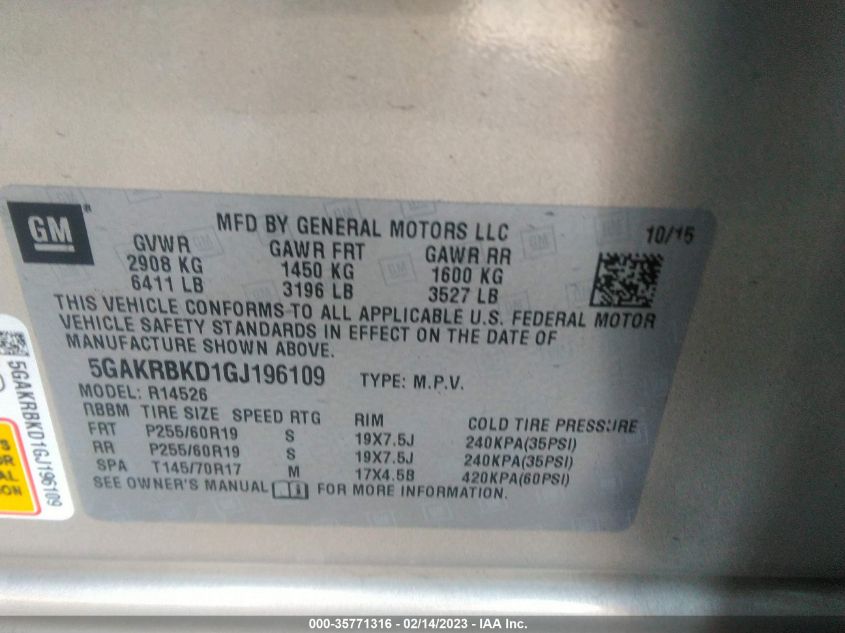 GM ®
MFD BY GENERAL MOTORS LLC
10/15
GVWR GAWR FRT GAWR RR
2908 KG 1450 KG 1600 KG
6411 LB 3196 LB 3527 LB
THIS VEHICLE CONFORMS TO ALL APPLICABLE U.S. FEDERAL MOTOR
VEHICLE SAFETY STANDARDS IN EFFECT ON THE DATE OF
MANUFACTURE SHOWN ABOVE.
5GAKRBKD1GJ196109 TYPE: M.P.V.
MODEL: R14526
NBBM TIRE SIZE SPEED RTG RIM COLD TIRE PRESSURE
FRT P255/60R19 S 19X7.5J 240KPA(35PSI)
RR P255/60R19 S 19X7.5J 240KPA(35PSI)
SPA T145/70R17 M 17X4.5B 420KPA(60PSI)
SEE OWNER'S MANUAL FOR MORE INFORMATION.
5GAKRBKD1GJ196109
000-35771316 - 02/14/2023 - IAA Inc.